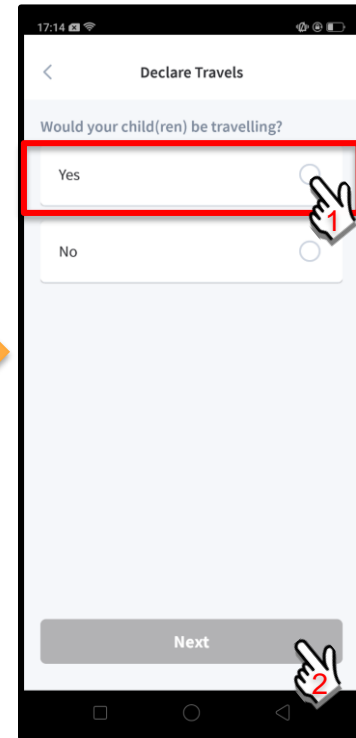 17:14
Declare Travels
Would your child(ren) be travelling?
Yes
1
No
Next
2